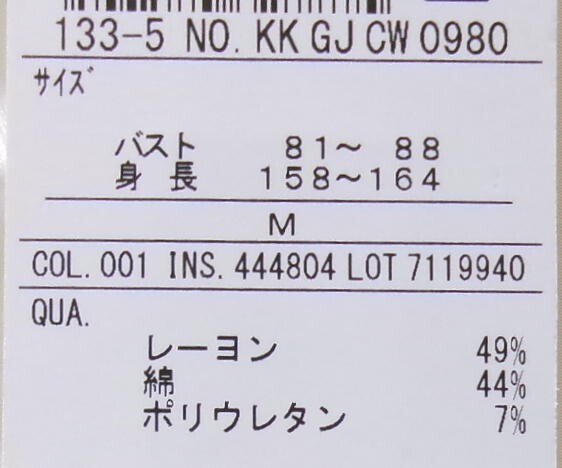 133-5 NO. KK GJ CW 0980
サイズ
バスト 81〜 88
身 長 158〜164
M
COL. 001 INS. 444804 LOT 7119940
QUA.
レーヨン 49%
綿 44%
ポリウレタン 7%